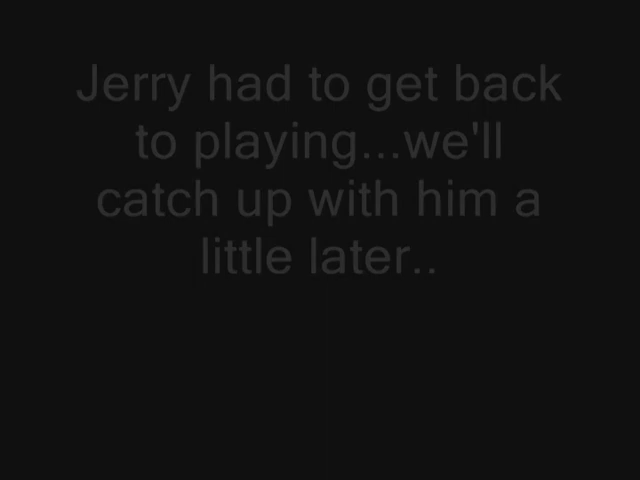 Jerry had to get back
to playing...we'll
catch up with him a
little later..